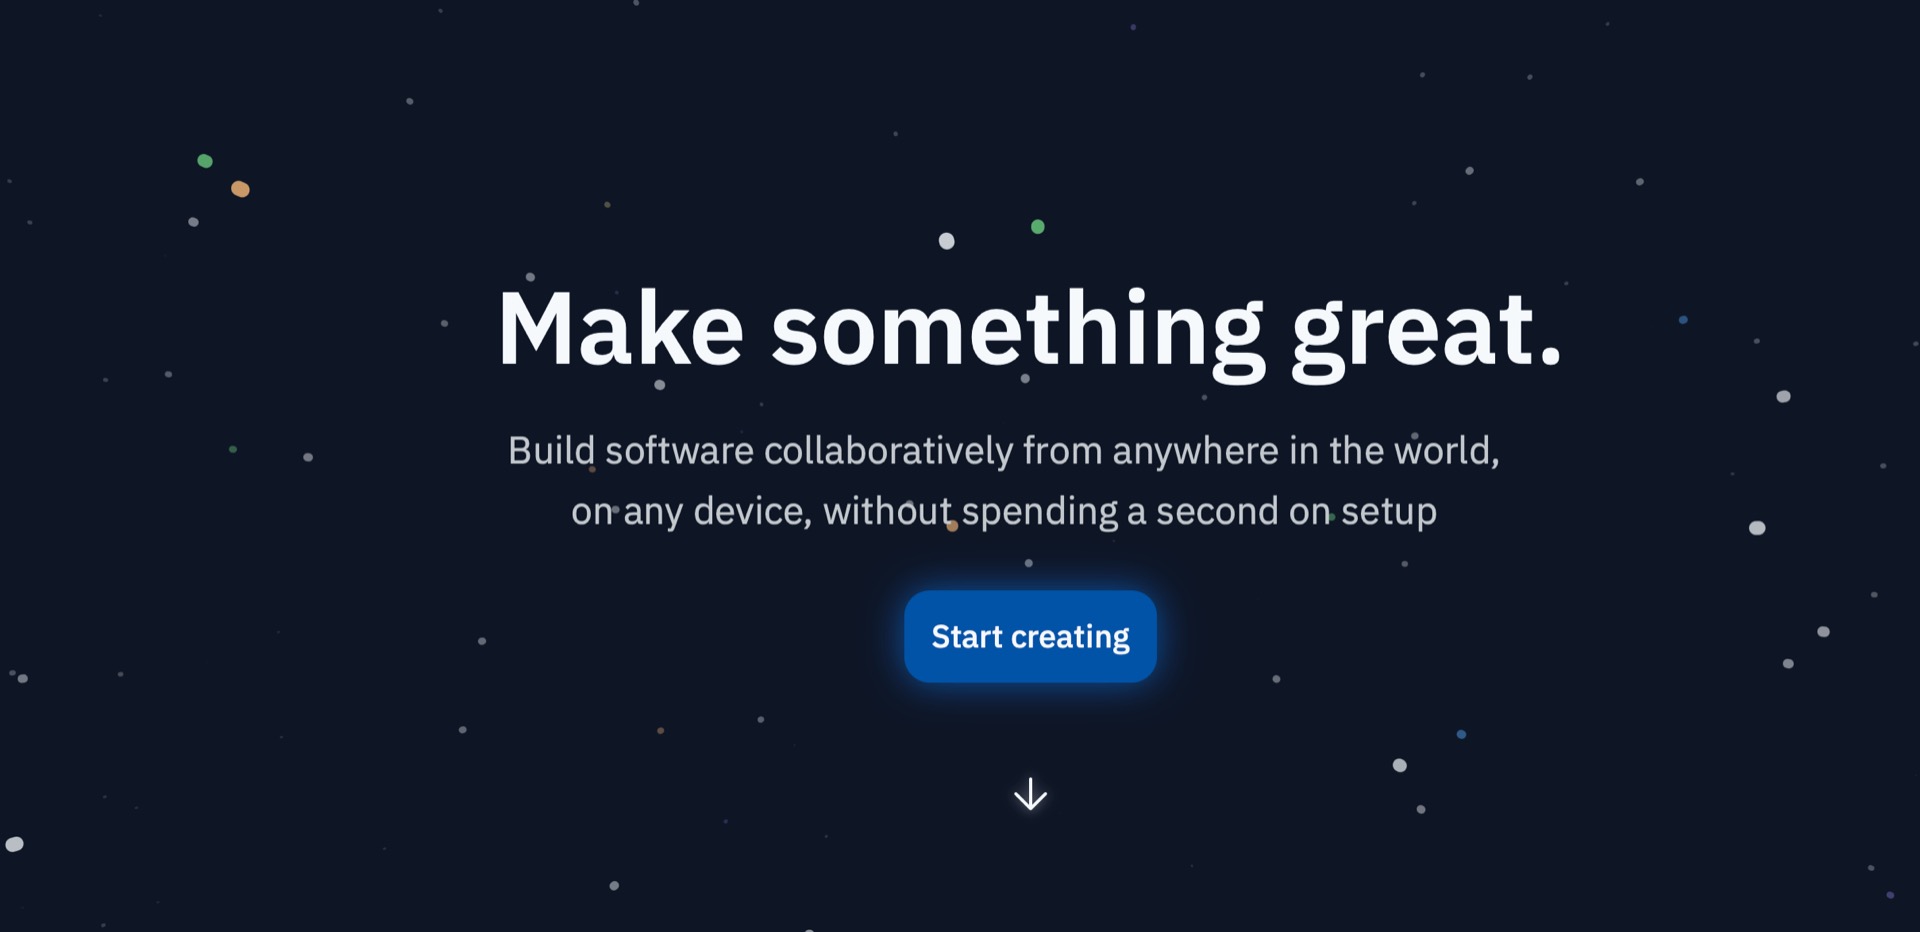 Make something great.
Build software collaboratively from anywhere in the world,
on any device, without spending a second on setup
Start creating